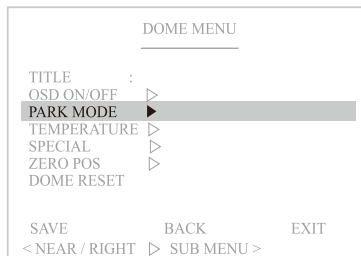 DOME MENU
TITLE :
OSD ON/OFF ▷
PARK MODE ▶
TEMPERATURE ▷
SPECIAL ▷
ZERO POS ▷
DOME RESET
SAVE BACK EXIT
< NEAR / RIGHT ▷ SUB MENU >